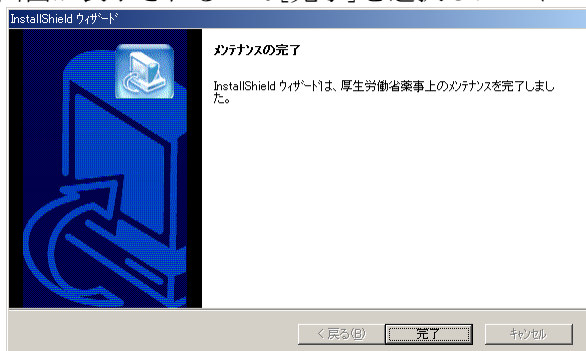 InstallShield ウィザード
メンテナンスの完了
InstallShield ウィザードは、厚生労働省薬事上のメンテナンスを完了しまし
た。
< 戻る(B)
完了
キャンセル